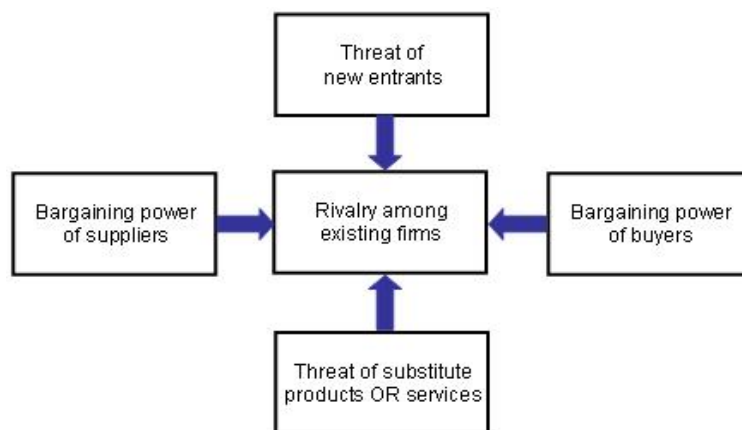 Threat of
new entrants
Bargaining power
of suppliers
Rivalry among
existing firms
Bargaining power
of buyers
Threat of substitute
products OR services